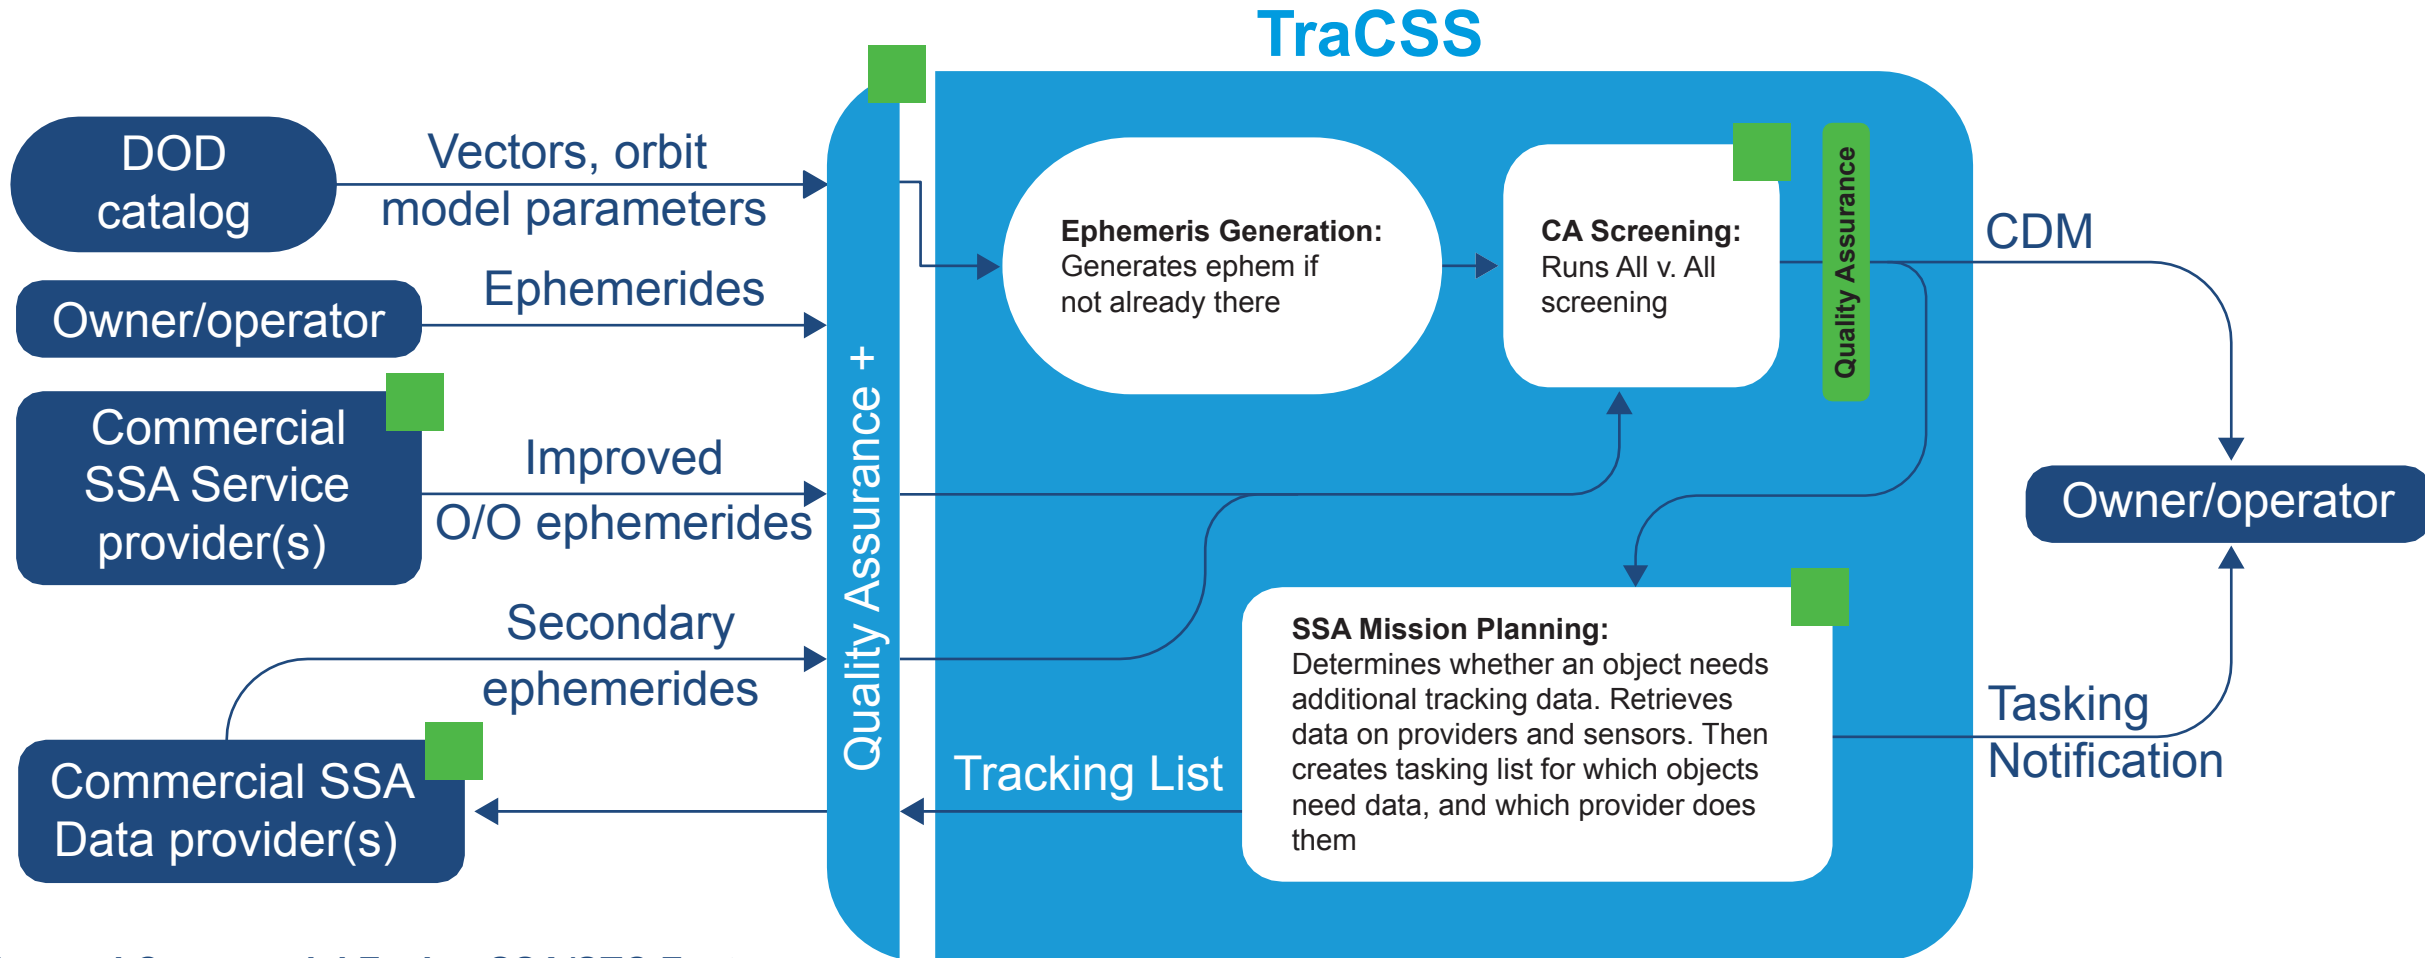 TraCSS
DOD
catalog
Vectors, orbit
model parameters
Owner/operator
Ephemerides
Commercial
SSA Service
provider(s)
Improved
O/O ephemerides
Secondary
ephemerides
Commercial SSA
Data provider(s)
Quality Assurance +
Ephemeris Generation:
Generates ephem if
not already there
CA Screening:
Runs All v. All
screening
Quality Assurance
CDM
Owner/operator
SSA Mission Planning:
Determines whether an object needs
additional tracking data. Retrieves
data on providers and sensors. Then
creates tasking list for which objects
need data, and which provider does
them
Tracking List
Tasking
Notification